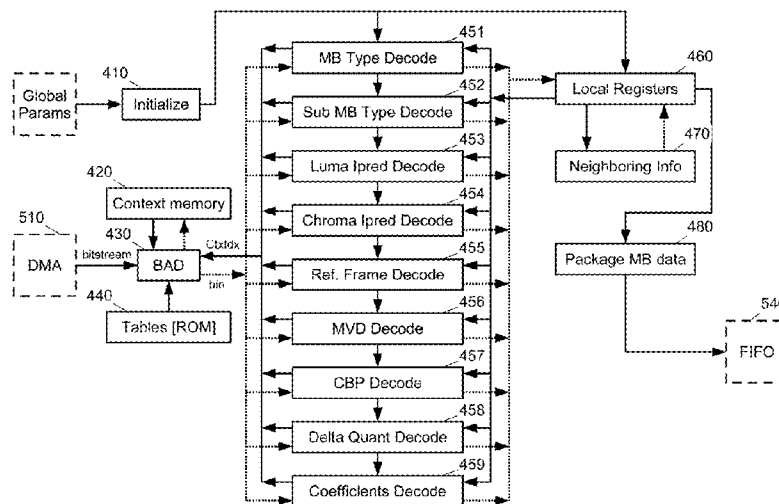 451
MB Type Decode
410
Global
Params
Initialize
452
Sub MB Type Decode
460
Local Registers
453
Luma Ipred Decode
470
Neighboring Info
420
Context memory
454
Chroma Ipred Decode
510
DMA
bitstream
430
BAD
CtxIdx
bin
455
Ref. Frame Decode
480
Package MB data
440
Tables [ROM]
456
MVD Decode
540
FIFO
457
CBP Decode
458
Delta Quant Decode
459
Coefficients Decode